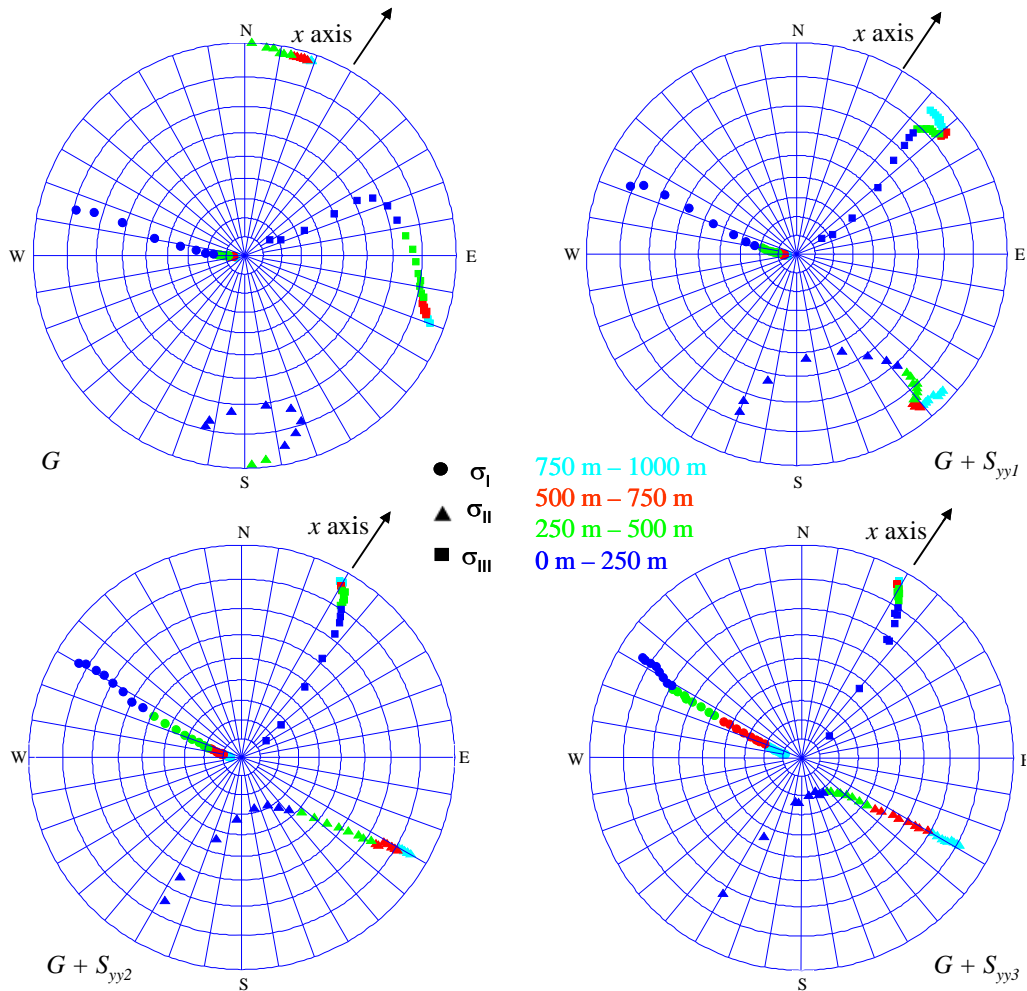 N
x axis
W
E
S
G
N
x axis
W
E
S
G + Syy1
σI
σII
σIII
750 m – 1000 m
500 m – 750 m
250 m – 500 m
0 m – 250 m
N
x axis
W
E
S
G + Syy2
N
x axis
W
E
S
G + Syy3